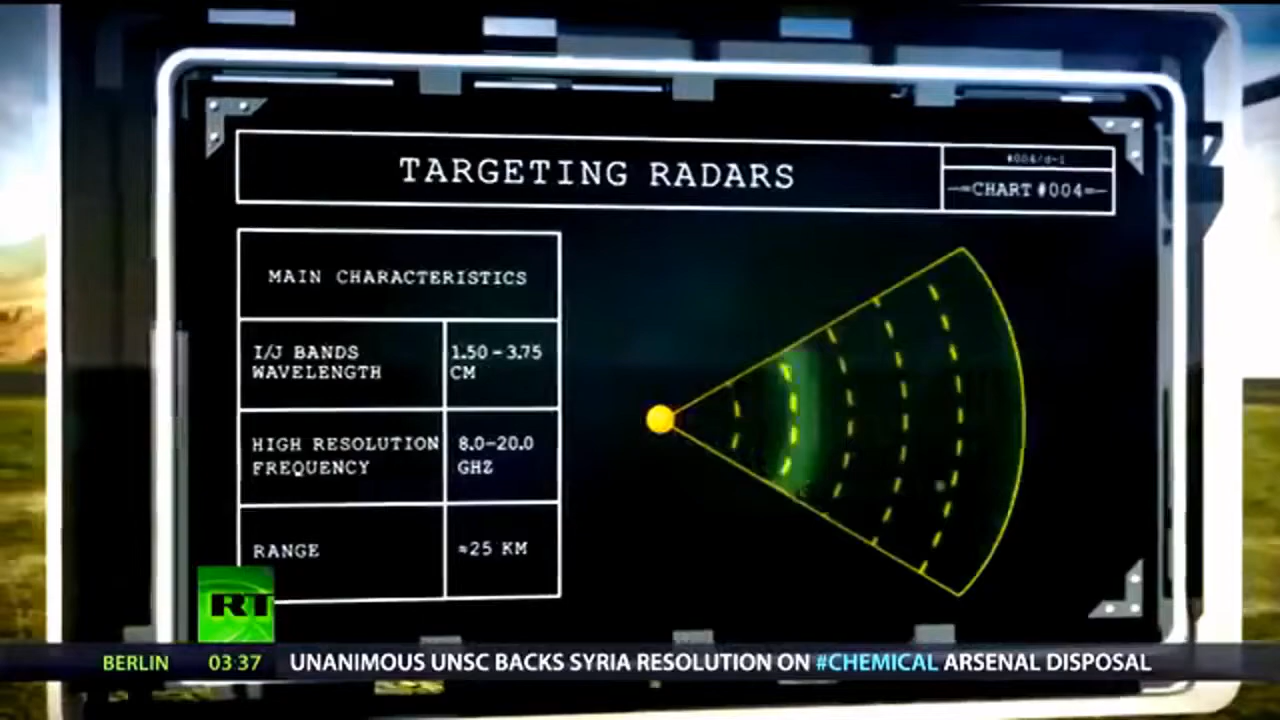 TARGETING RADARS
#004/d-1
CHART #004
MAIN CHARACTERISTICS
I/J BANDS
WAVELENGTH
1.50 - 3.75
CM
HIGH RESOLUTION
FREQUENCY
8.0-20.0
GHZ
RANGE
≈25 KM
RT
BERLIN 03:37 UNANIMOUS UNSC BACKS SYRIA RESOLUTION ON #CHEMICAL ARSENAL DISPOSAL